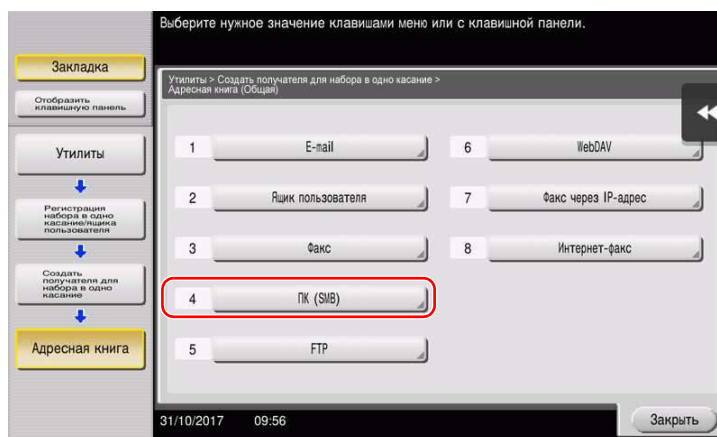 Выберите нужное значение клавишами меню или с клавишной панели.
Закладка
Отобразить
клавишную панель
Утилиты
Регистрация
набора в одно
касание/ящика
пользователя
Создать
получателя для
набора в одно
касание
Адресная книга
Утилиты > Создать получателя для набора в одно касание >
Адресная книга (Общая)
1 E-mail
2 Ящик пользователя
3 Факс
4 ПК (SMB)
5 FTP
6 WebDAV
7 Факс через IP-адрес
8 Интернет-факс
31/10/2017 09:56
Закрыть